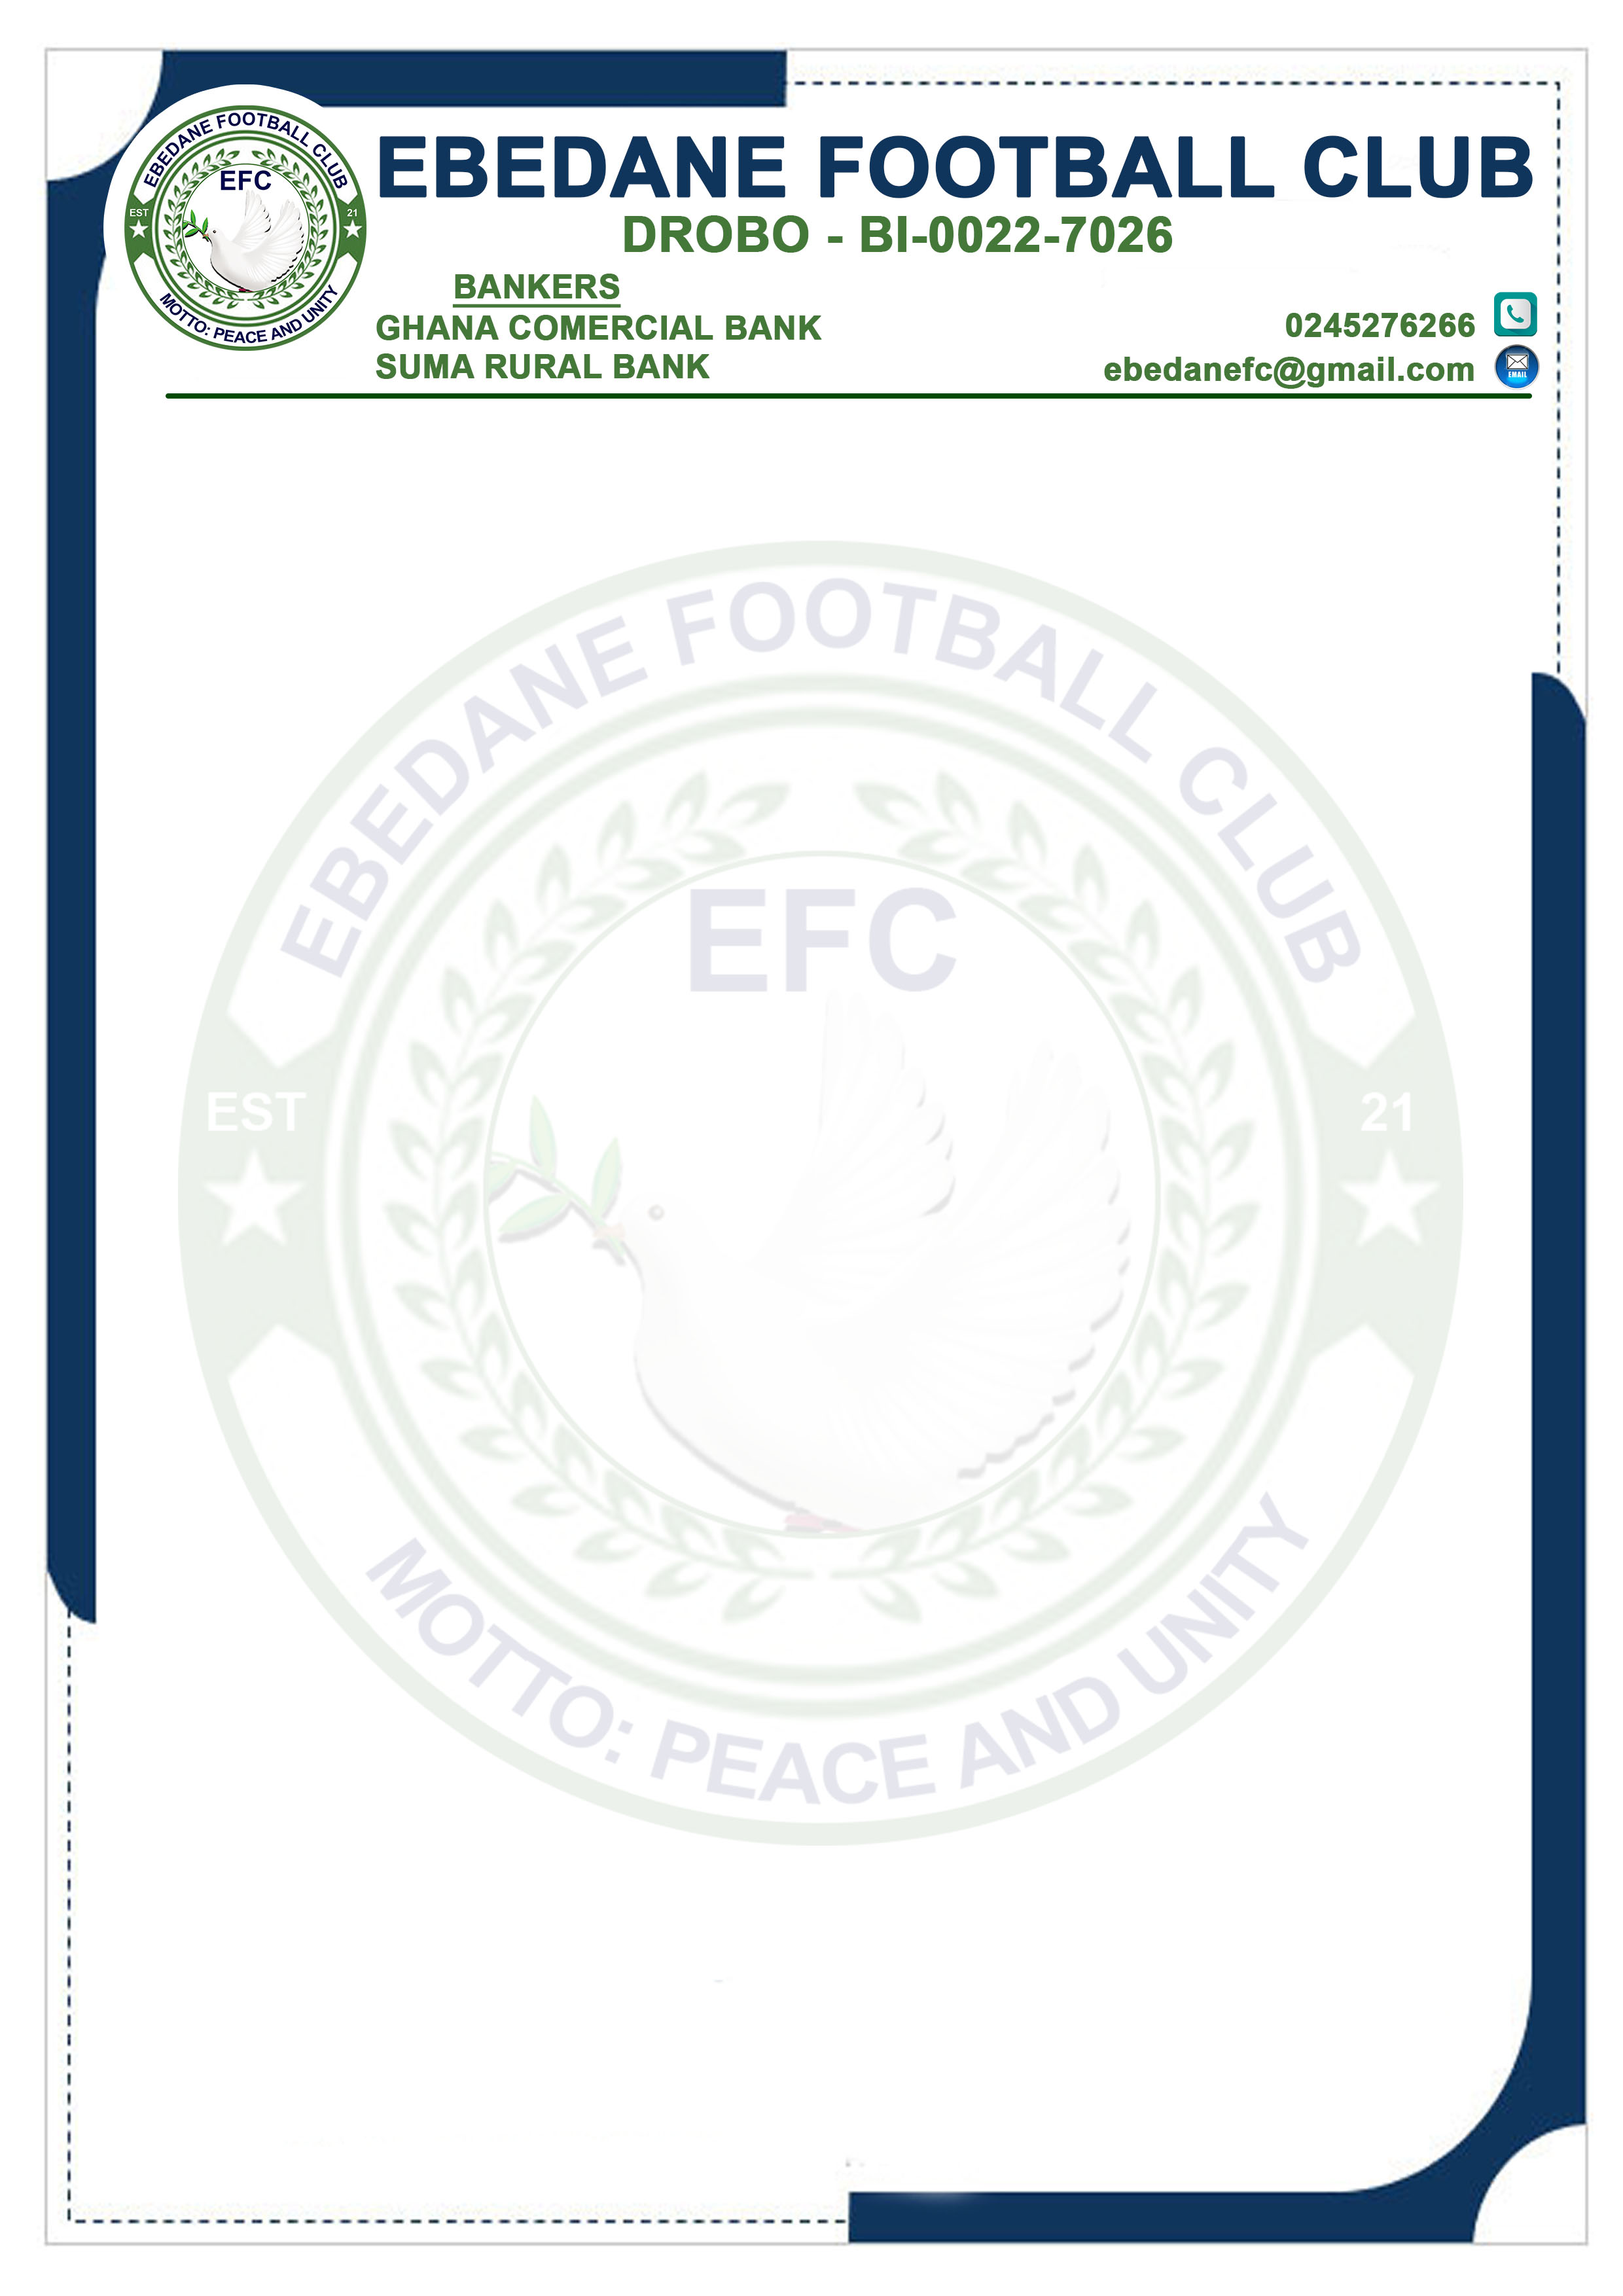 EBEDANE FOOTBALL CLUB
EFC
EST
21
MOTTO: PEACE AND UNITY
EBEDANE FOOTBALL CLUB
DROBO - BI-0022-7026
BANKERS
GHANA COMERCIAL BANK
SUMA RURAL BANK
0245276266
ebedanefc@gmail.com
EMAIL
EBEDANE FOOTBALL CLUB
EFC
EST
21
MOTTO: PEACE AND UNITY